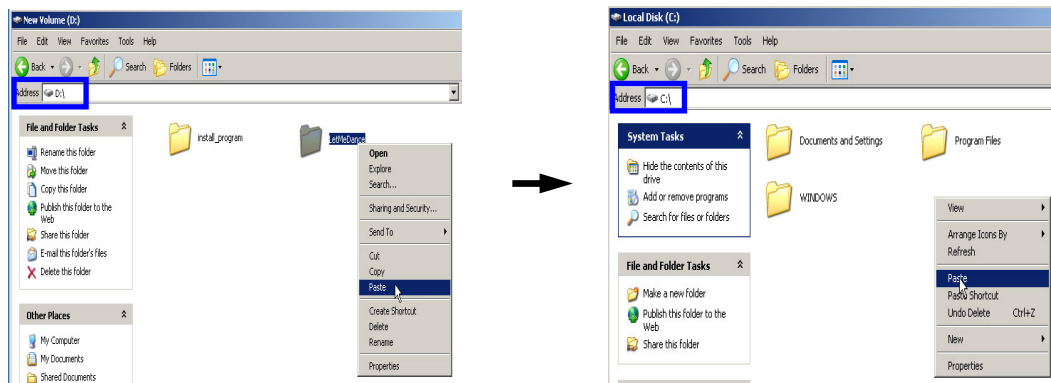 New Volume (D:)
File Edit View Favorites Tools Help
Back Search Folders
Address D:\
File and Folder Tasks
Rename this folder
Move this folder
Copy this folder
Publish this folder to the
Web
Share this folder
E-mail this folder's files
Delete this folder
Other Places
My Computer
My Documents
Shared Documents
install_program
LetMeDance
Open
Explore
Search...
Sharing and Security...
Send To
Cut
Copy
Paste
Create Shortcut
Delete
Rename
Properties
Local Disk (C:)
File Edit View Favorites Tools Help
Back Search Folders
Address C:\
System Tasks
Hide the contents of this
drive
Add or remove programs
Search for files or folders
File and Folder Tasks
Make a new folder
Publish this folder to the
Web
Share this folder
Documents and Settings
Program Files
WINDOWS
View
Arrange Icons By
Refresh
Paste
Paste Shortcut
Undo Delete Ctrl+Z
New
Properties